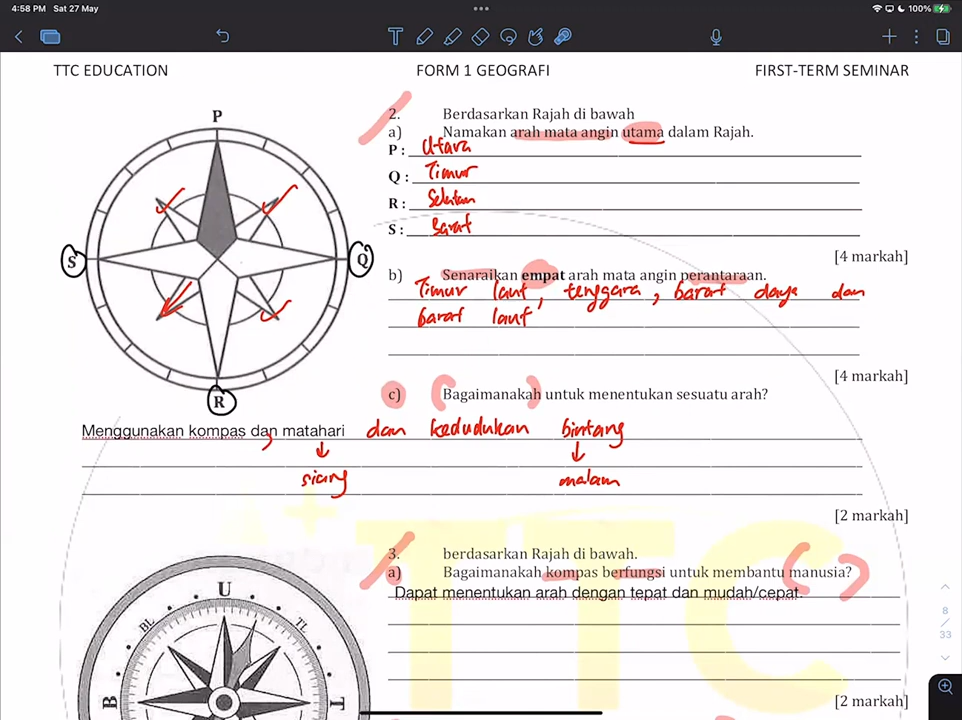 4:58 PM Sat 27 May
100%
TTC EDUCATION
FORM 1 GEOGRAFI
FIRST-TERM SEMINAR
P
S
Q
R
2. Berdasarkan Rajah di bawah
a) Namakan arah mata angin utama dalam Rajah.
P : Utara
Q : Timur
R : Selatan
S : Barat
[4 markah]
b) Senaraikan empat arah mata angin perantaraan.
Timur laut, tenggara, barat daya dan
barat laut
[4 markah]
c) Bagaimanakah untuk menentukan sesuatu arah?
Menggunakan kompas dan matahari dan kedudukan bintang
siang malam
[2 markah]
3. berdasarkan Rajah di bawah.
a) Bagaimanakah kompas berfungsi untuk membantu manusia?
Dapat menentukan arah dengan tepat dan mudah/cepat.
[2 markah]
U
BL
TL
B
T
A+
TTC
8
/
33